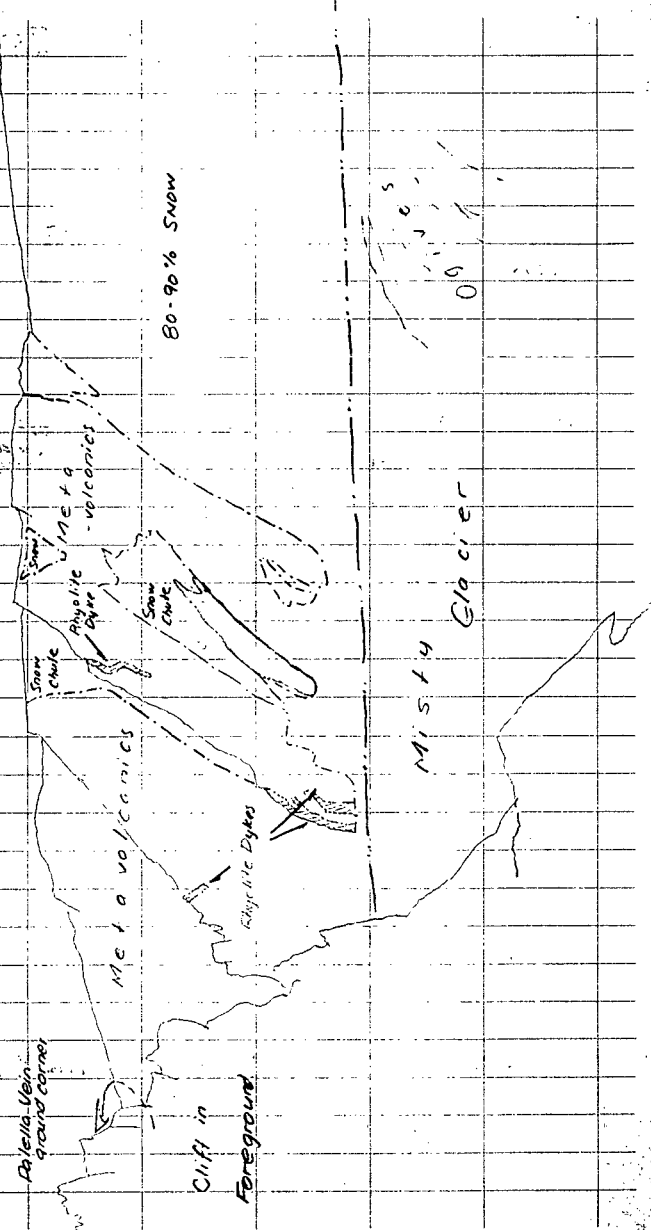 80-90% SNOW
Meta
-volcanics
Snow
Rhyolite
Dyke
Snow
Chute
Snow
Chute
Meta volcanics
Rhyolite Dykes
Misty Glacier
-Vein
ground corner
Cliff in
Foreground